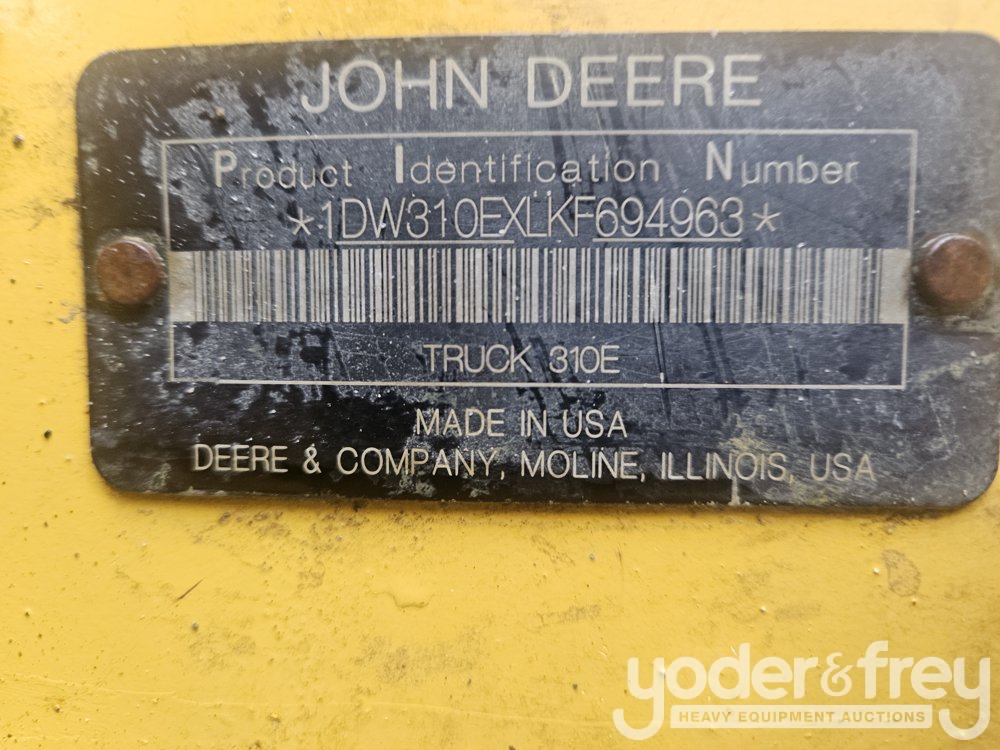 JOHN DEERE
Product Identification Number
*1DW310EXLKF694963*
TRUCK 310E
MADE IN USA
DEERE & COMPANY, MOLINE, ILLINOIS, USA
yoder&frey
HEAVY EQUIPMENT AUCTIONS